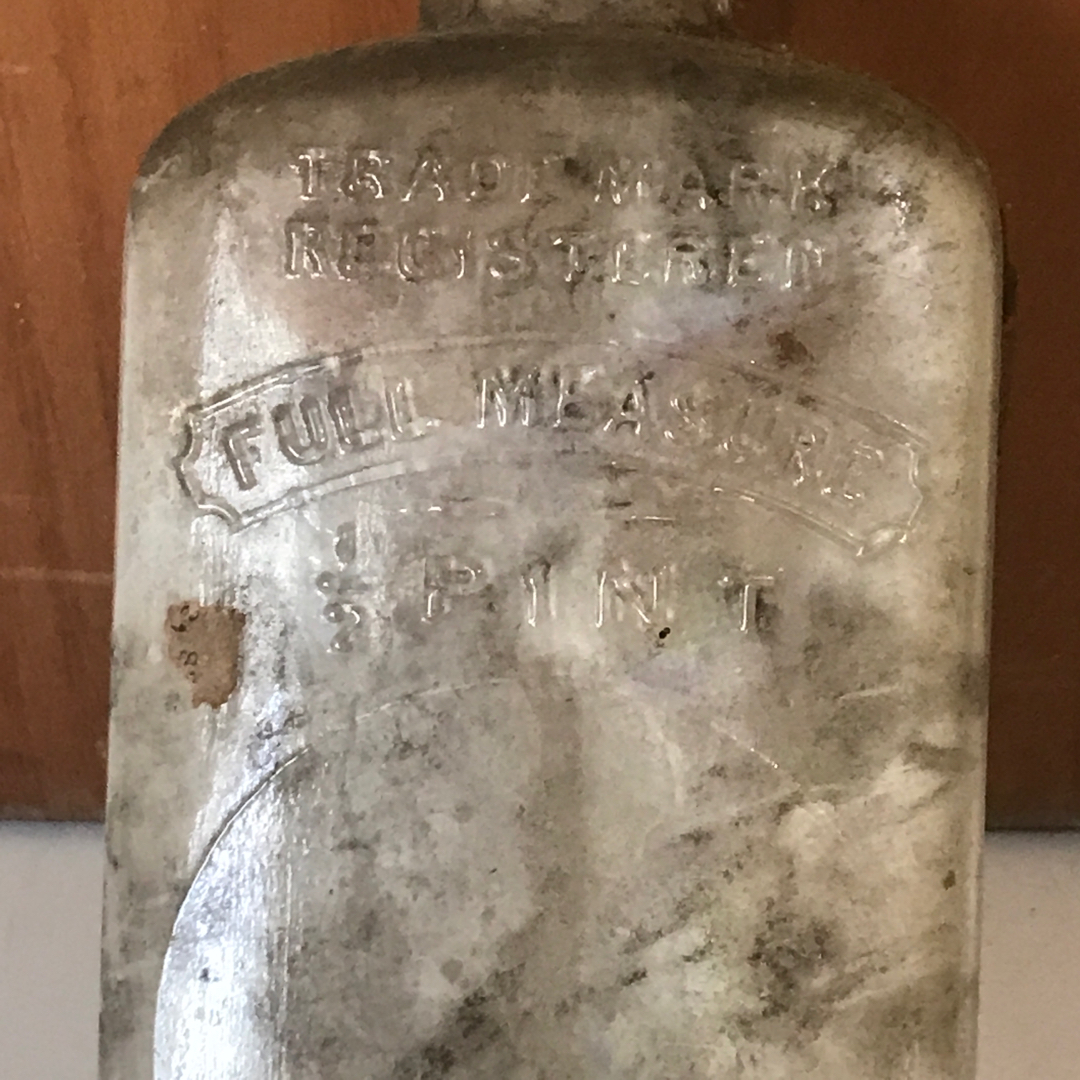 TRADE MARK
REGISTERED
FULL MEASURE
1/2 PINT